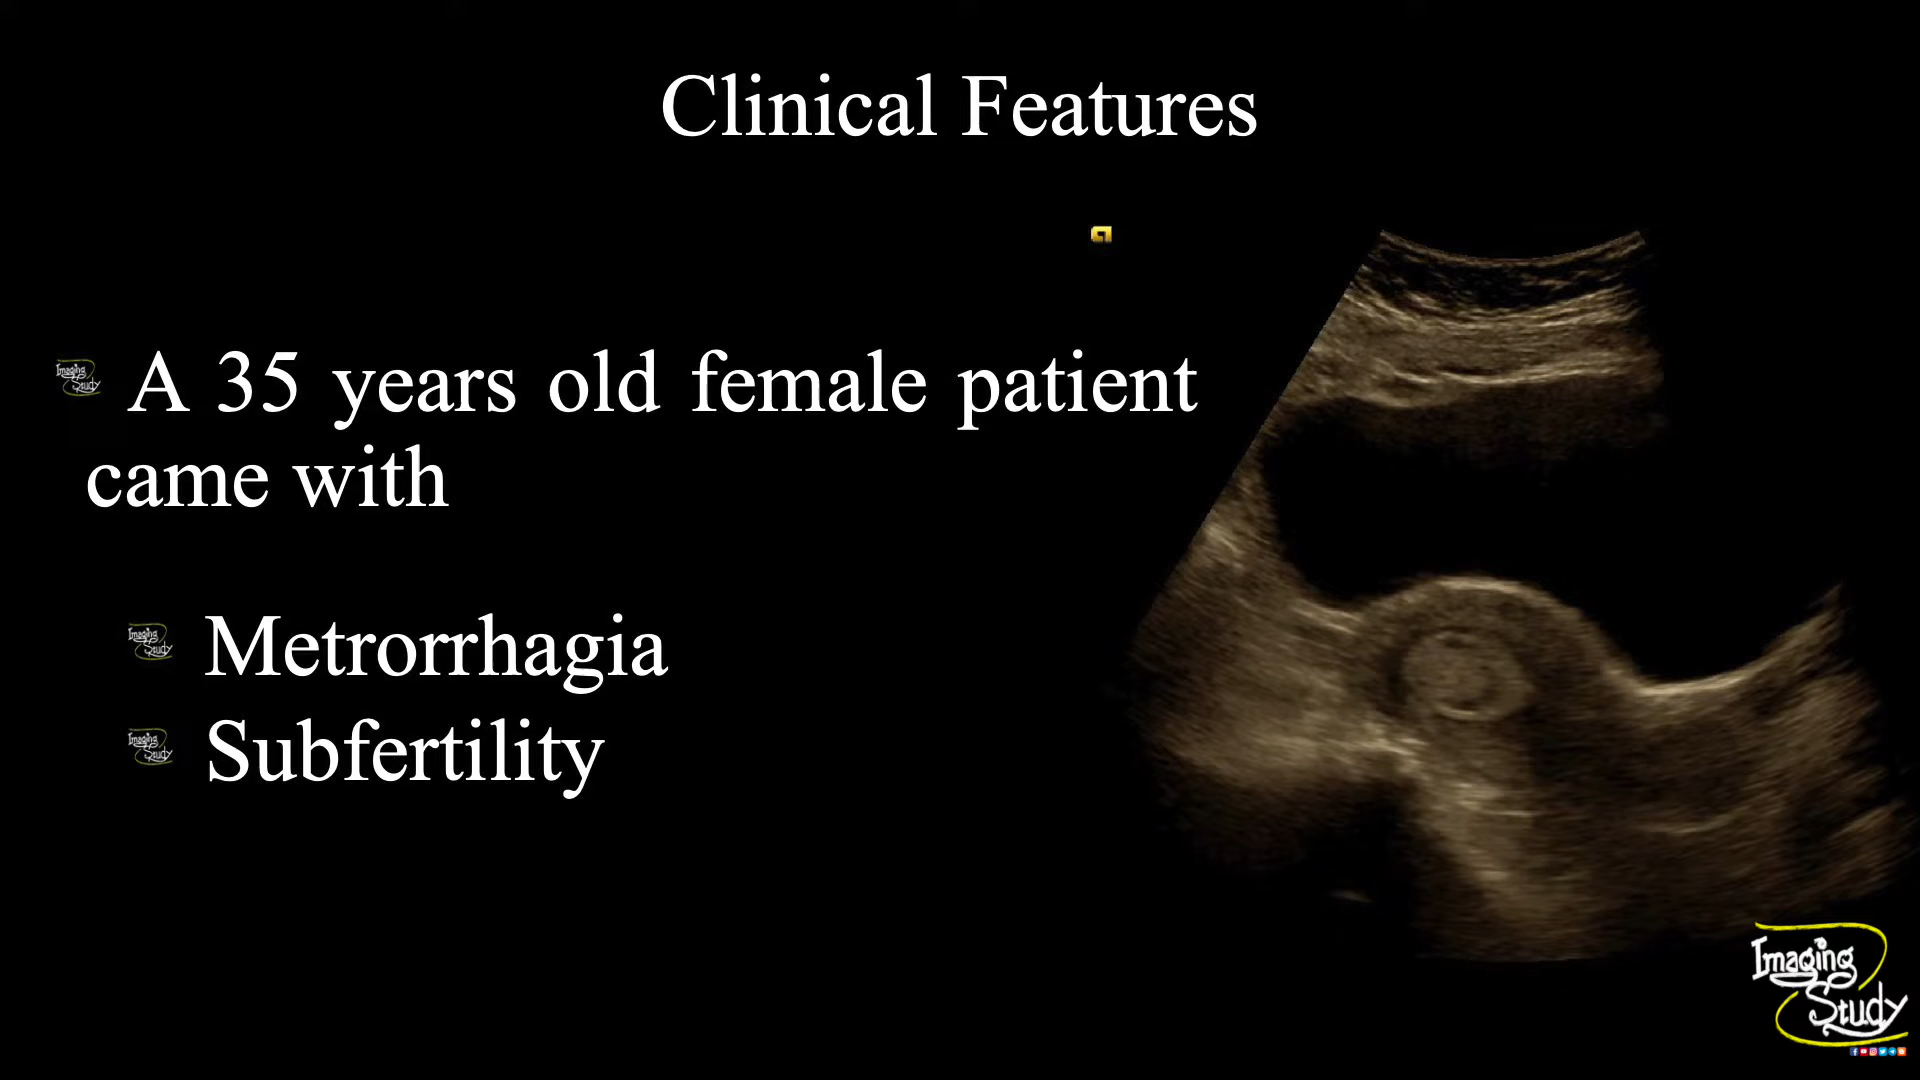 Clinical Features
A 35 years old female patient
came with
Metrorrhagia
Subfertility
Imaging
Study